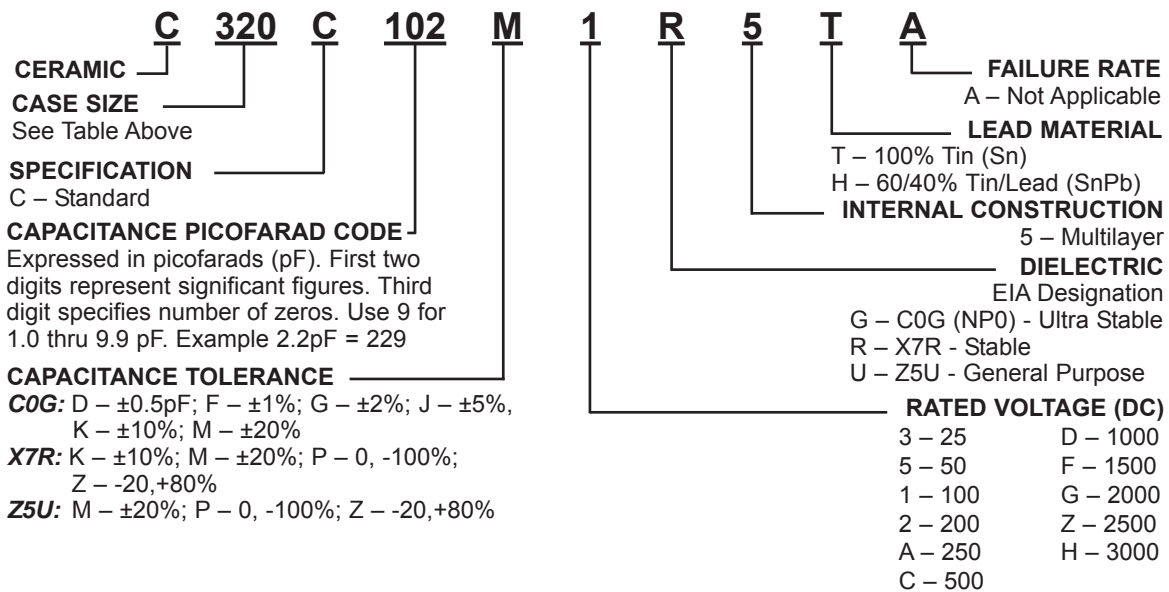 C 320 C 102 M 1 R 5 T A
CERAMIC
CASE SIZE
See Table Above
SPECIFICATION
C – Standard
CAPACITANCE PICOFARAD CODE
Expressed in picofarads (pF). First two
digits represent significant figures. Third
digit specifies number of zeros. Use 9 for
1.0 thru 9.9 pF. Example 2.2pF = 229
CAPACITANCE TOLERANCE
C0G: D – ±0.5pF; F – ±1%; G – ±2%; J – ±5%,
K – ±10%; M – ±20%
X7R: K – ±10%; M – ±20%; P – 0, -100%;
Z – -20,+80%
Z5U: M – ±20%; P – 0, -100%; Z – -20,+80%
FAILURE RATE
A – Not Applicable
LEAD MATERIAL
T – 100% Tin (Sn)
H – 60/40% Tin/Lead (SnPb)
INTERNAL CONSTRUCTION
5 – Multilayer
DIELECTRIC
EIA Designation
G – C0G (NP0) - Ultra Stable
R – X7R - Stable
U – Z5U - General Purpose
RATED VOLTAGE (DC)
3 – 25 D – 1000
5 – 50 F – 1500
1 – 100 G – 2000
2 – 200 Z – 2500
A – 250 H – 3000
C – 500